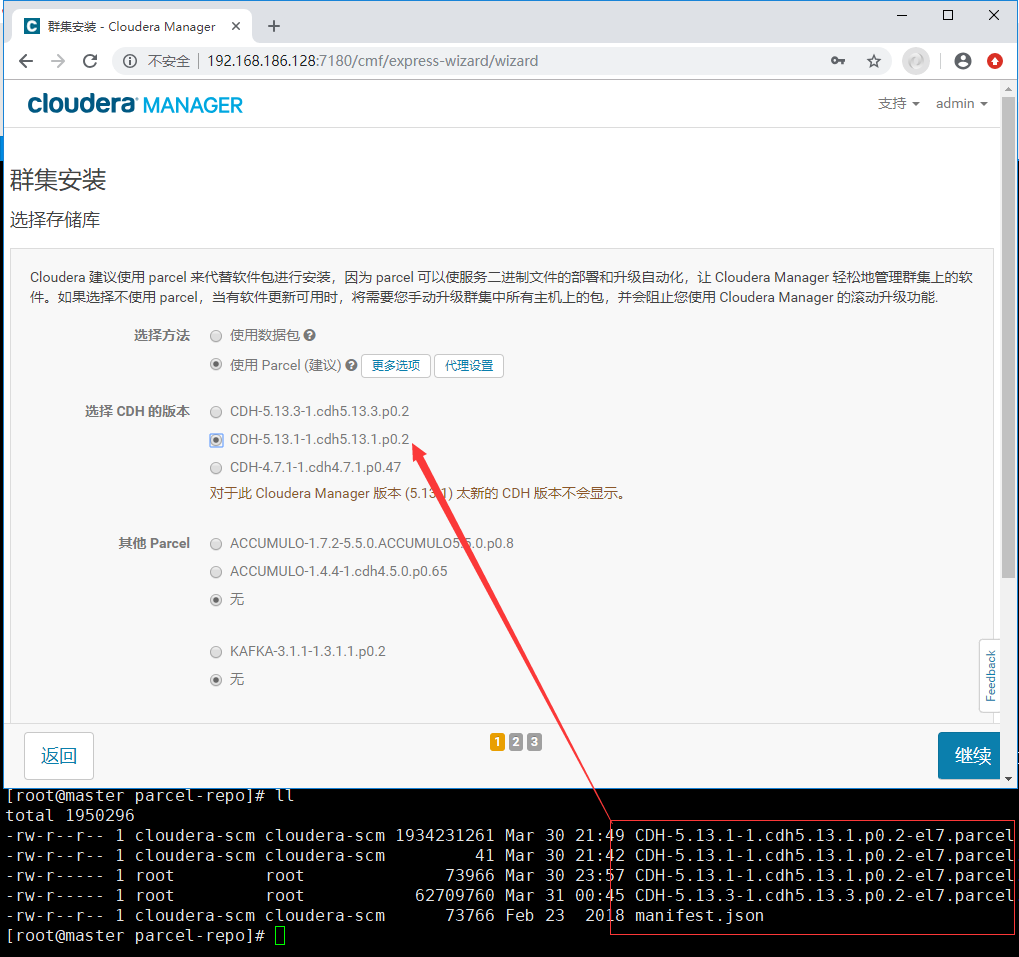 群集安装 - Cloudera Manager
不安全 | 192.168.186.128:7180/cmf/express-wizard/wizard
cloudera MANAGER
支持 admin
群集安装
选择存储库
Cloudera 建议使用 parcel 来代替软件包进行安装，因为 parcel 可以使服务二进制文件的部署和升级自动化，让 Cloudera Manager 轻松地管理群集上的软
件。如果选择不使用 parcel，当有软件更新可用时，将需要您手动升级群集中所有主机上的包，并会阻止您使用 Cloudera Manager 的滚动升级功能.
选择方法 使用数据包
使用 Parcel (建议) 更多选项 代理设置
选择 CDH 的版本 CDH-5.13.3-1.cdh5.13.3.p0.2
CDH-5.13.1-1.cdh5.13.1.p0.2
CDH-4.7.1-1.cdh4.7.1.p0.47
对于此 Cloudera Manager 版本 (5.13.1) 太新的 CDH 版本不会显示。
其他 Parcel ACCUMULO-1.7.2-5.5.0.ACCUMULO5.5.0.p0.8
ACCUMULO-1.4.4-1.cdh4.5.0.p0.65
无
KAFKA-3.1.1-1.3.1.1.p0.2
无
Feedback
返回 1 2 3 继续
[root@master parcel-repo]# ll
total 1950296
-rw-r--r-- 1 cloudera-scm cloudera-scm 1934231261 Mar 30 21:49 CDH-5.13.1-1.cdh5.13.1.p0.2-el7.parcel
-rw-r--r-- 1 cloudera-scm cloudera-scm 41 Mar 30 21:42 CDH-5.13.1-1.cdh5.13.1.p0.2-el7.parcel
-rw-r----- 1 root root 73966 Mar 30 23:57 CDH-5.13.1-1.cdh5.13.1.p0.2-el7.parcel
-rw-r----- 1 root root 62709760 Mar 31 00:45 CDH-5.13.3-1.cdh5.13.3.p0.2-el7.parcel
-rw-r--r-- 1 cloudera-scm cloudera-scm 73766 Feb 23 2018 manifest.json
[root@master parcel-repo]#